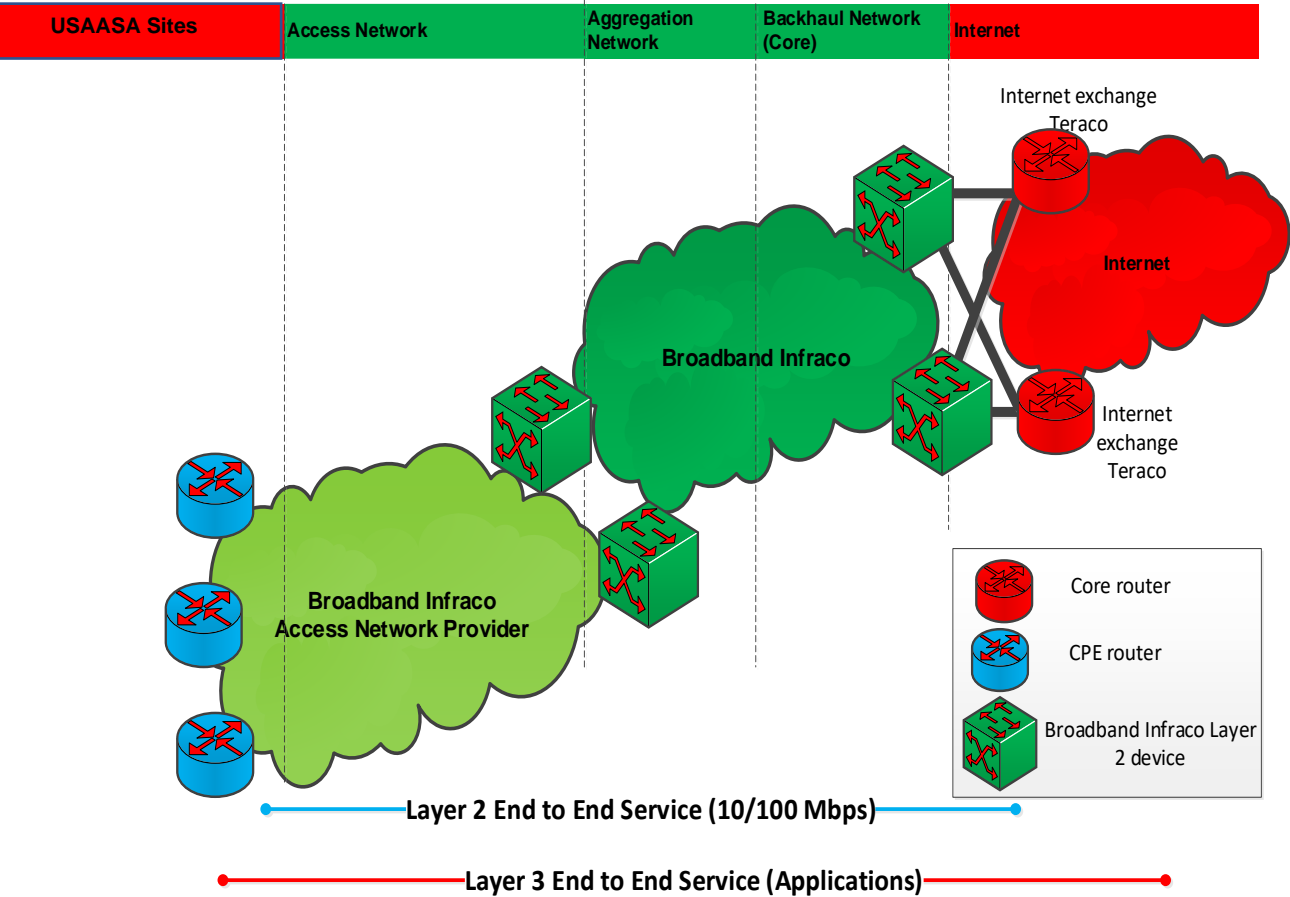 USAASA Sites
Access Network
Aggregation
Network
Backhaul Network
(Core)
Internet
Internet exchange
Teraco
Internet
Broadband Infraco
Internet
exchange
Teraco
Broadband Infraco
Access Network Provider
Core router
CPE router
Broadband Infraco Layer
2 device
Layer 2 End to End Service (10/100 Mbps)
Layer 3 End to End Service (Applications)